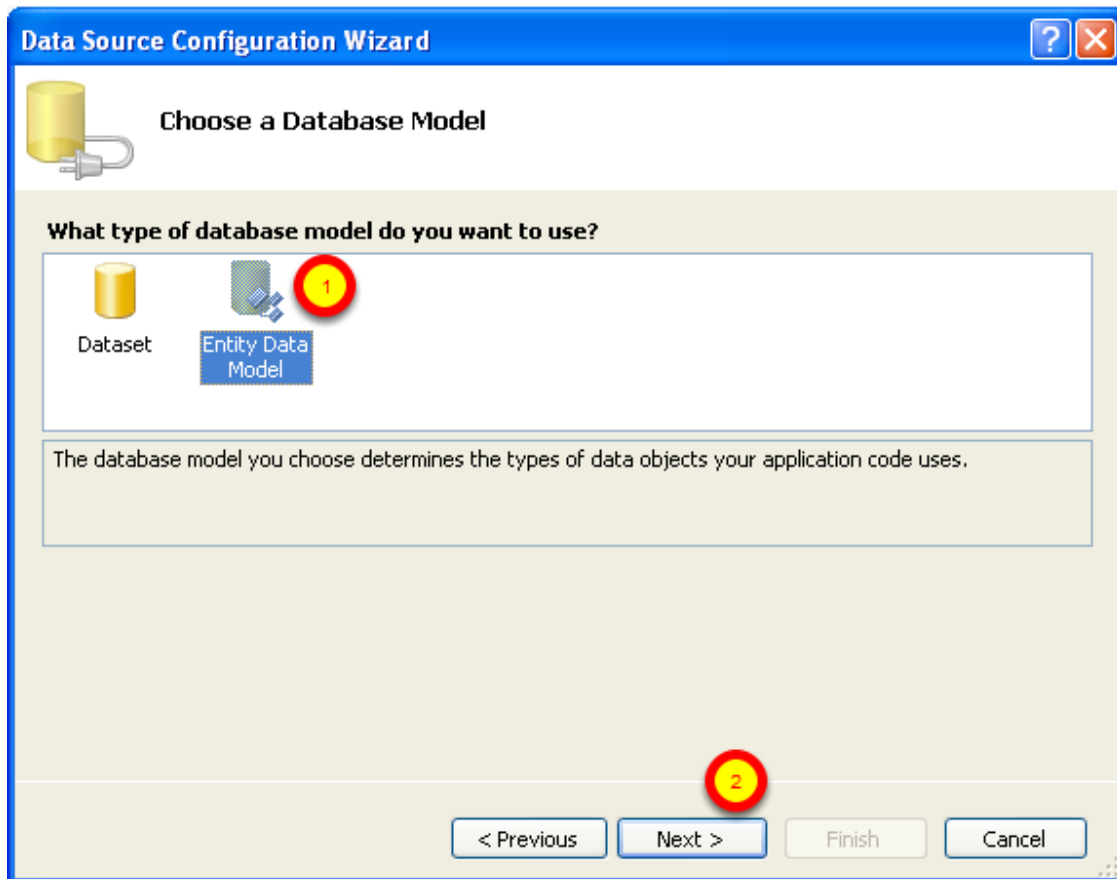 Data Source Configuration Wizard
?
Choose a Database Model
What type of database model do you want to use?
1
Dataset
Entity Data
Model
The database model you choose determines the types of data objects your application code uses.
2
< Previous
Next >
Finish
Cancel